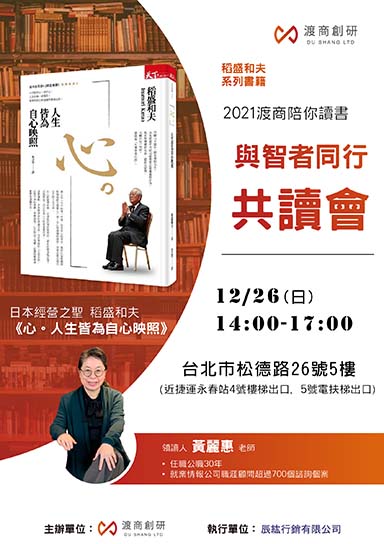 渡商創研
DU SHANG LTD
稻盛和夫
系列書籍
2021渡商陪你讀書
與智者同行
共讀會
天下
稻盛和夫
人生
皆為
自心映照
心。
日本經營之聖 稻盛和夫
《心。人生皆為自心映照》
12/26(日)
14:00-17:00
台北市松德路26號5樓
(近捷運永春站4號樓梯出口，5號電扶梯出口)
領讀人 黃麗惠 老師
• 任職公職30年
• 就業情報公司職涯顧問超過700個諮詢個案
主辦單位： 渡商創研
DU SHANG LTD
執行單位： 辰竑行銷有限公司